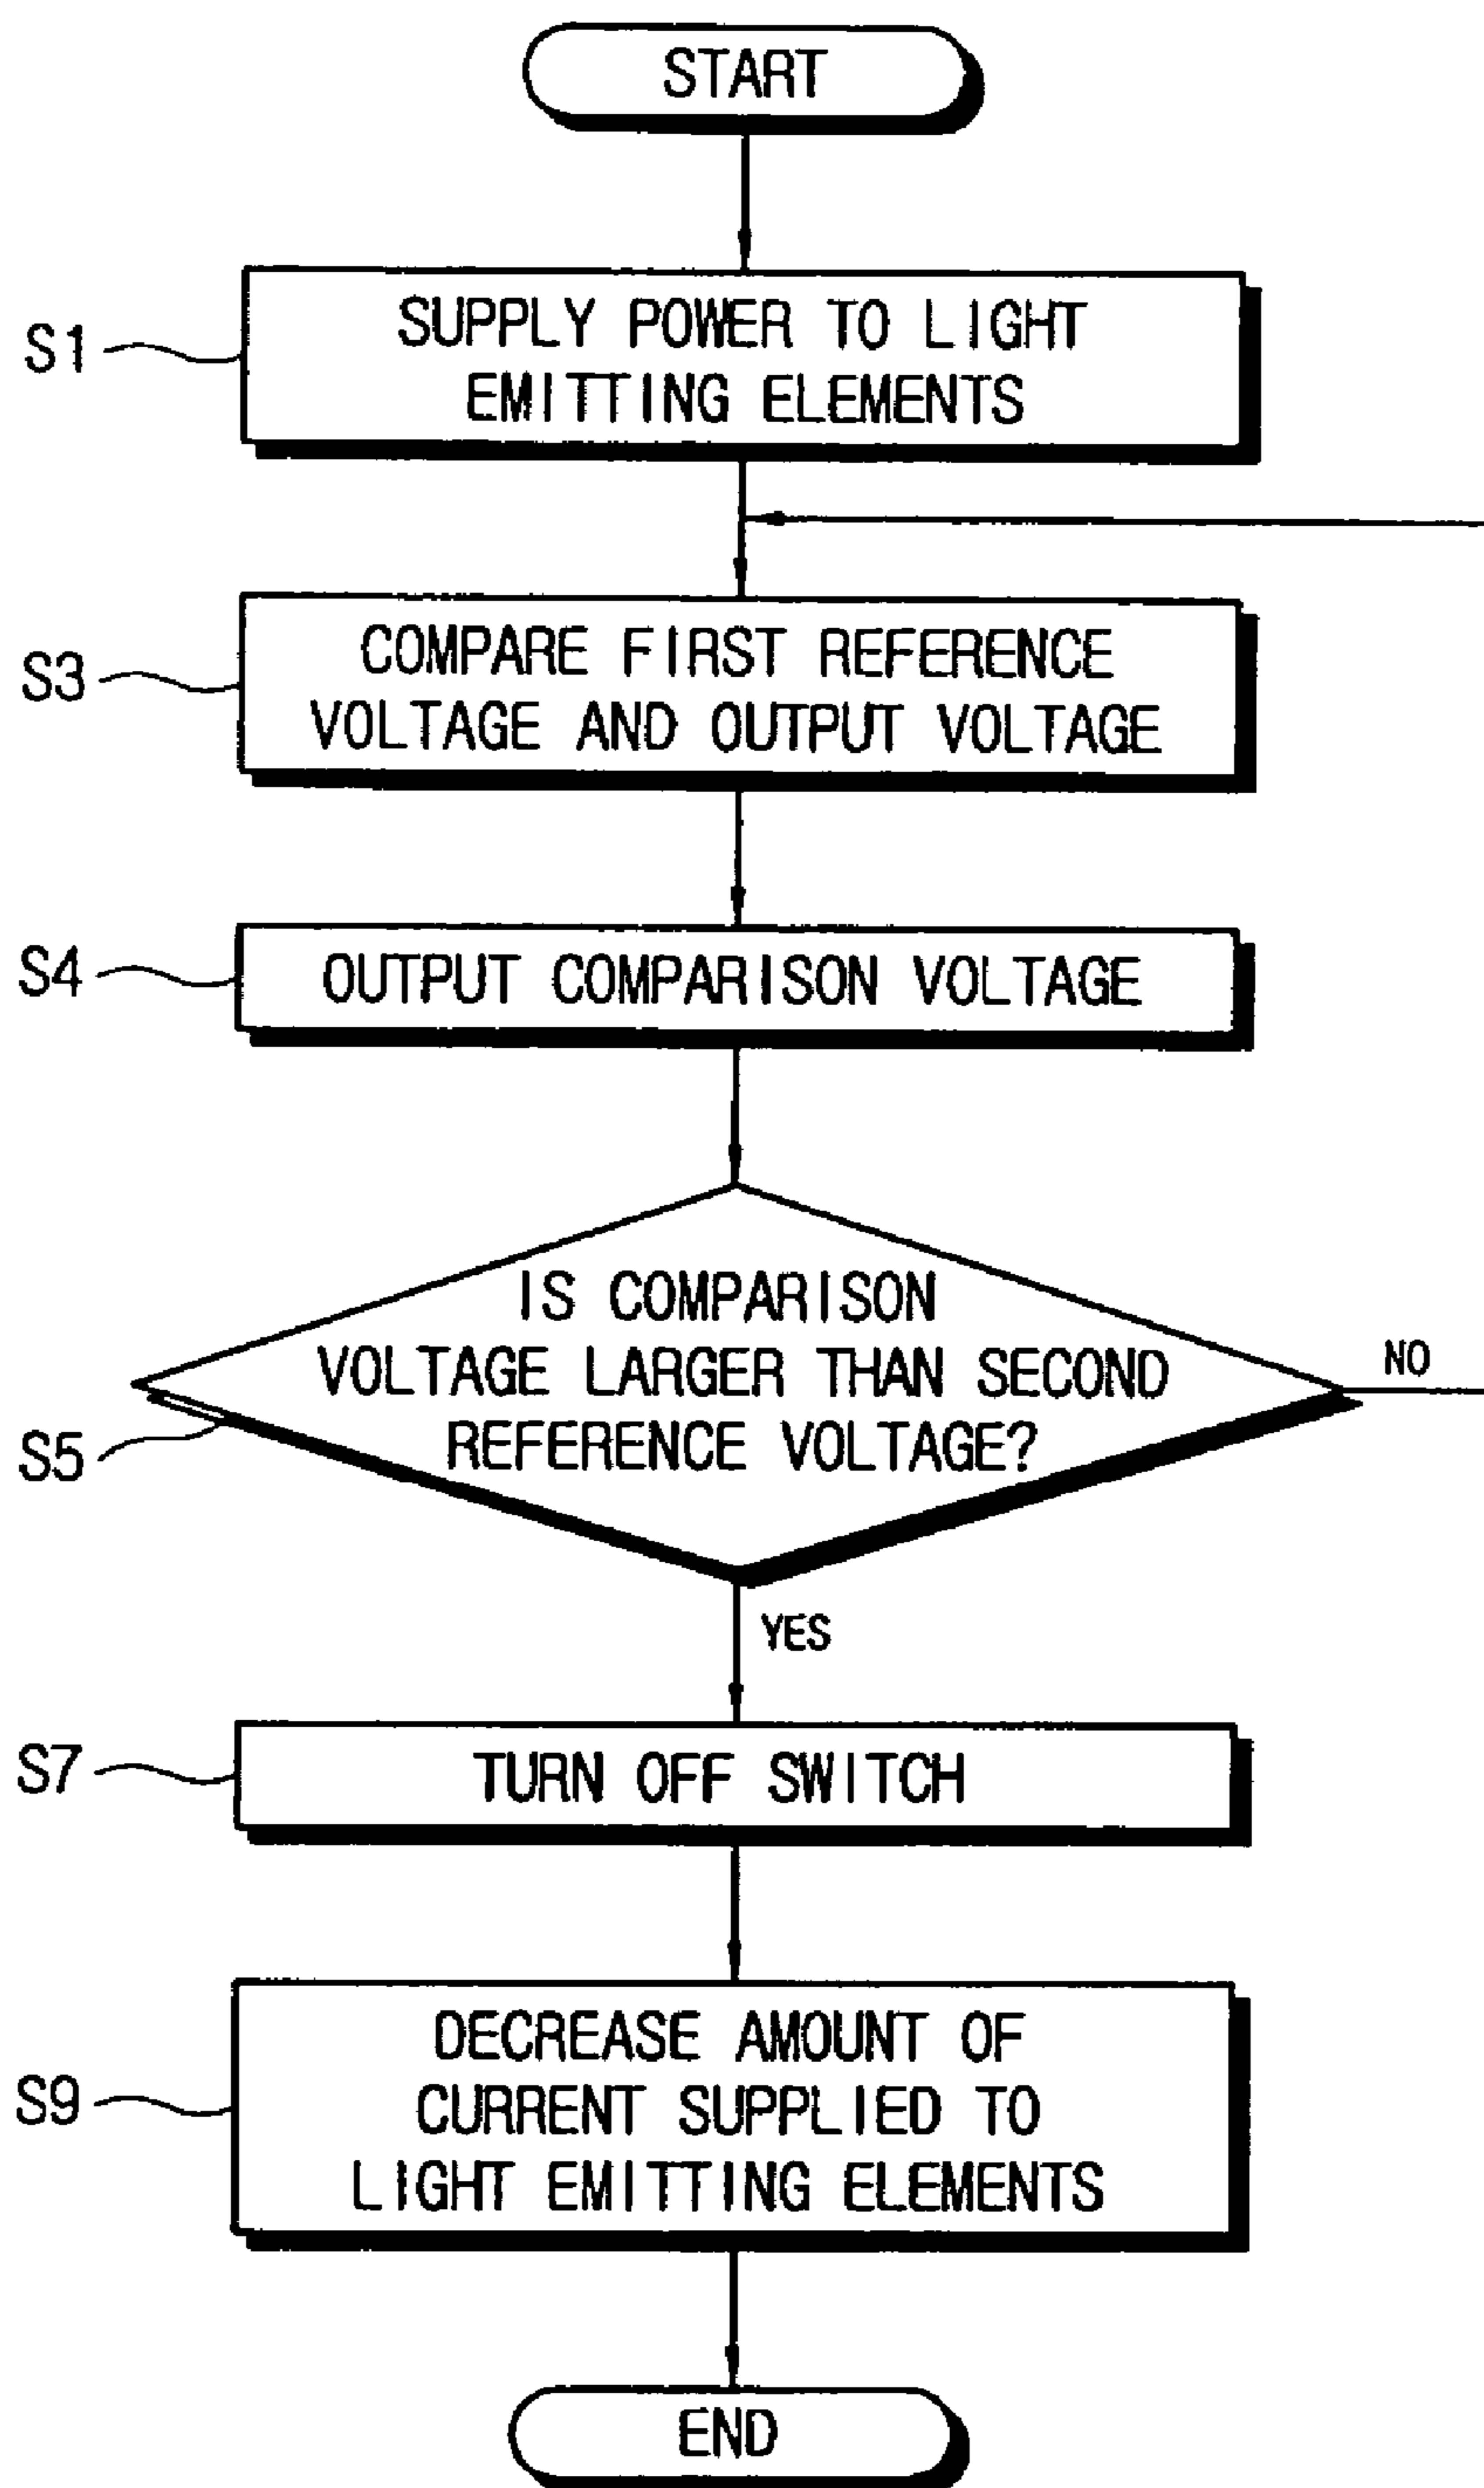 START
S1
SUPPLY POWER TO LIGHT
EMITTING ELEMENTS
S3
COMPARE FIRST REFERENCE
VOLTAGE AND OUTPUT VOLTAGE
S4
OUTPUT COMPARISON VOLTAGE
S5
IS COMPARISON
VOLTAGE LARGER THAN SECOND
REFERENCE VOLTAGE?
NO
YES
S7
TURN OFF SWITCH
S9
DECREASE AMOUNT OF
CURRENT SUPPLIED TO
LIGHT EMITTING ELEMENTS
END